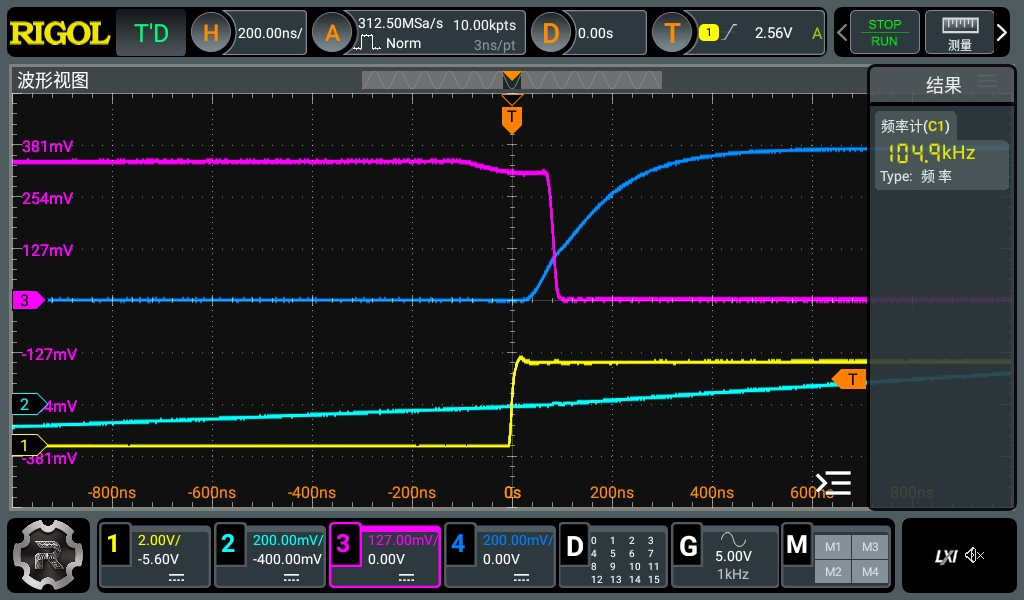 RIGOL T'D H 200.00ns/ A 312.50MSa/s 10.00kpts Norm 3ns/pt D 0.00s T 1 2.56V A STOP RUN 测量
波形视图
结果
T
频率计(C1)
104.9kHz
Type: 频率
381mV
254mV
127mV
3
-127mV
T
2
4mV
1
-381mV
-800ns -600ns -400ns -200ns 0s 200ns 400ns 600ns 800ns
1 2.00V/ -5.60V
2 200.00mV/ -400.00mV
3 127.00mV/ 0.00V
4 200.00mV/ 0.00V
D 0 1 2 3
4 5 6 7
8 9 10 11
12 13 14 15
G 5.00V 1kHz
M M1 M3
M2 M4
LXI